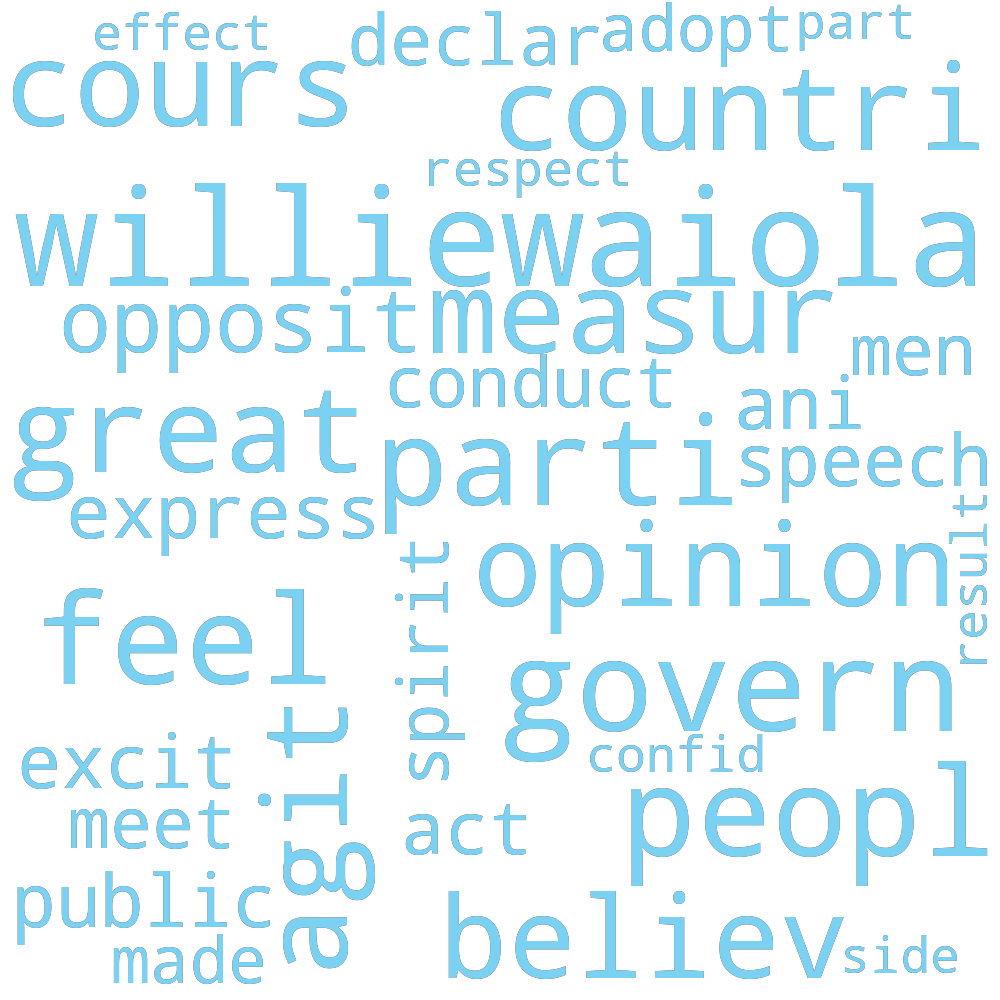 effect declar adopt part
cours countri
respect
williewaiola
opposit measur men
conduct ani
great parti speech
express
opinion result
spirit
feel govern
agit
excit confid
meet act peopl
public believ
made side